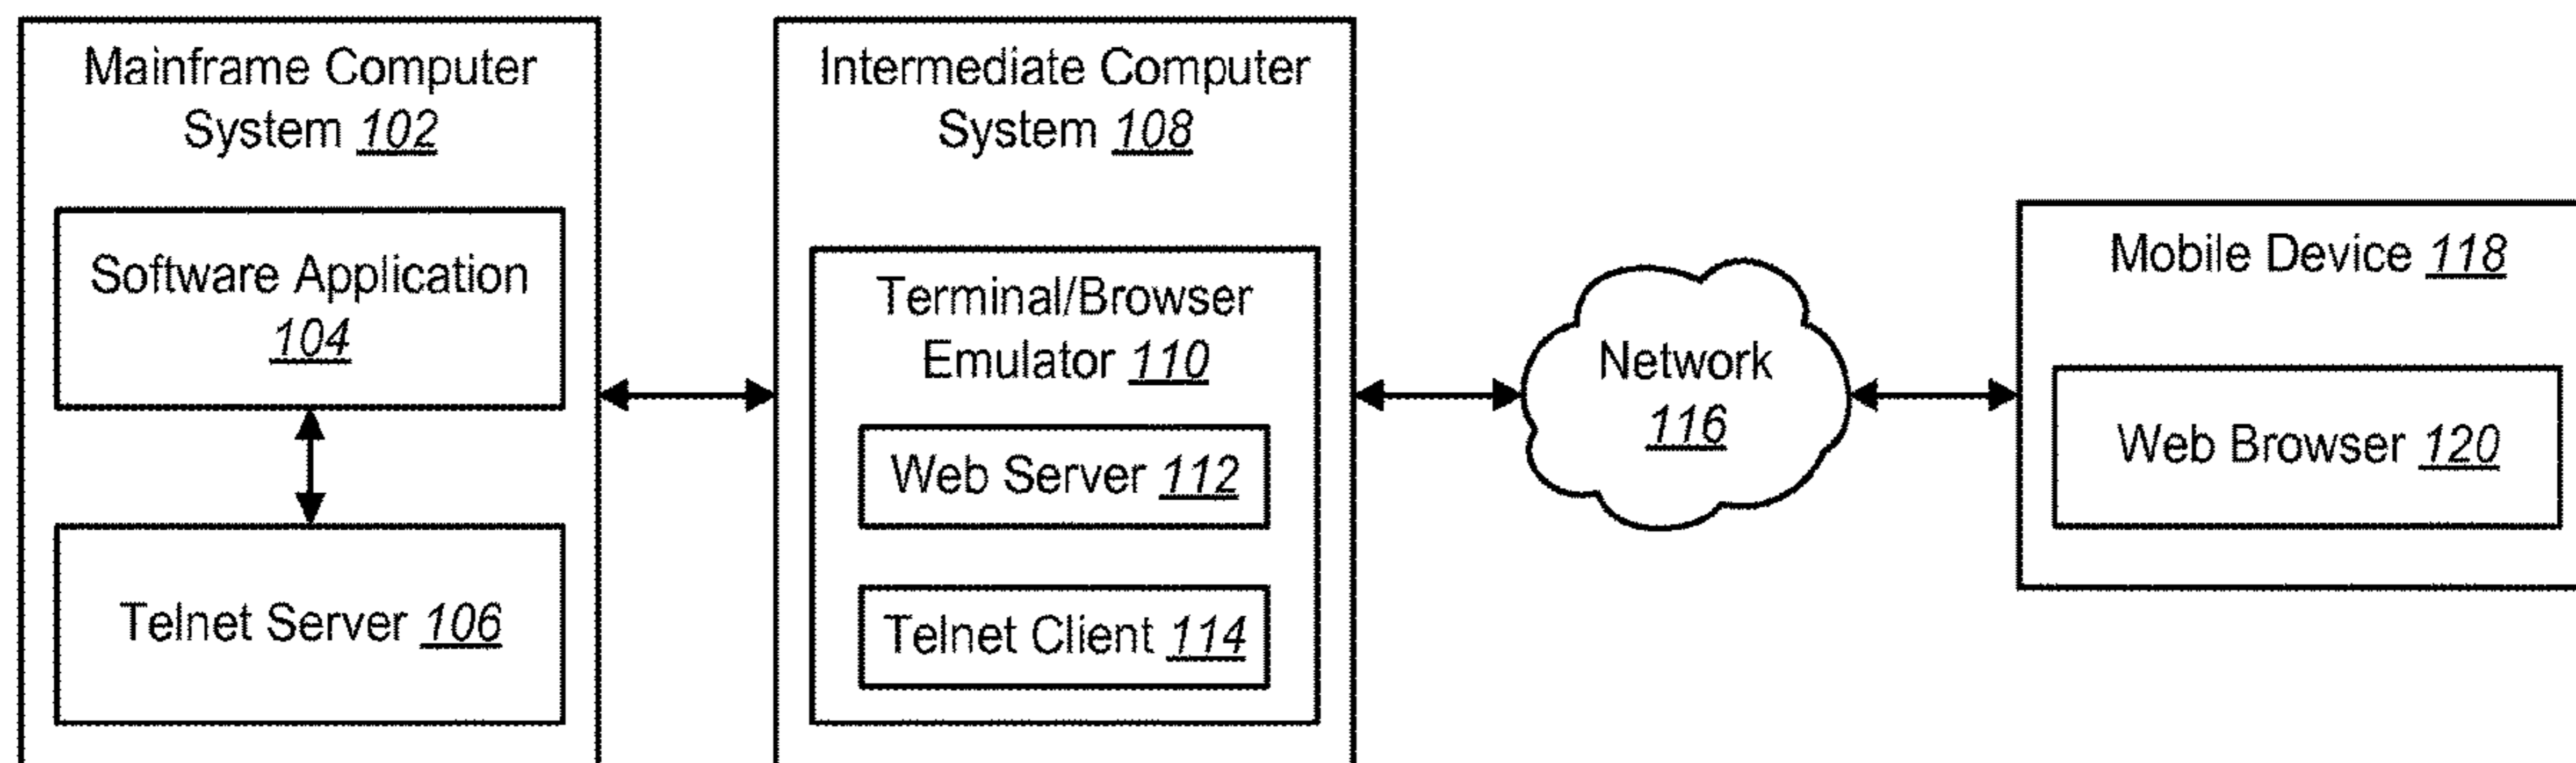 Mainframe Computer
System 102
Software Application
104
Telnet Server 106
Intermediate Computer
System 108
Terminal/Browser
Emulator 110
Web Server 112
Telnet Client 114
Network
116
Mobile Device 118
Web Browser 120